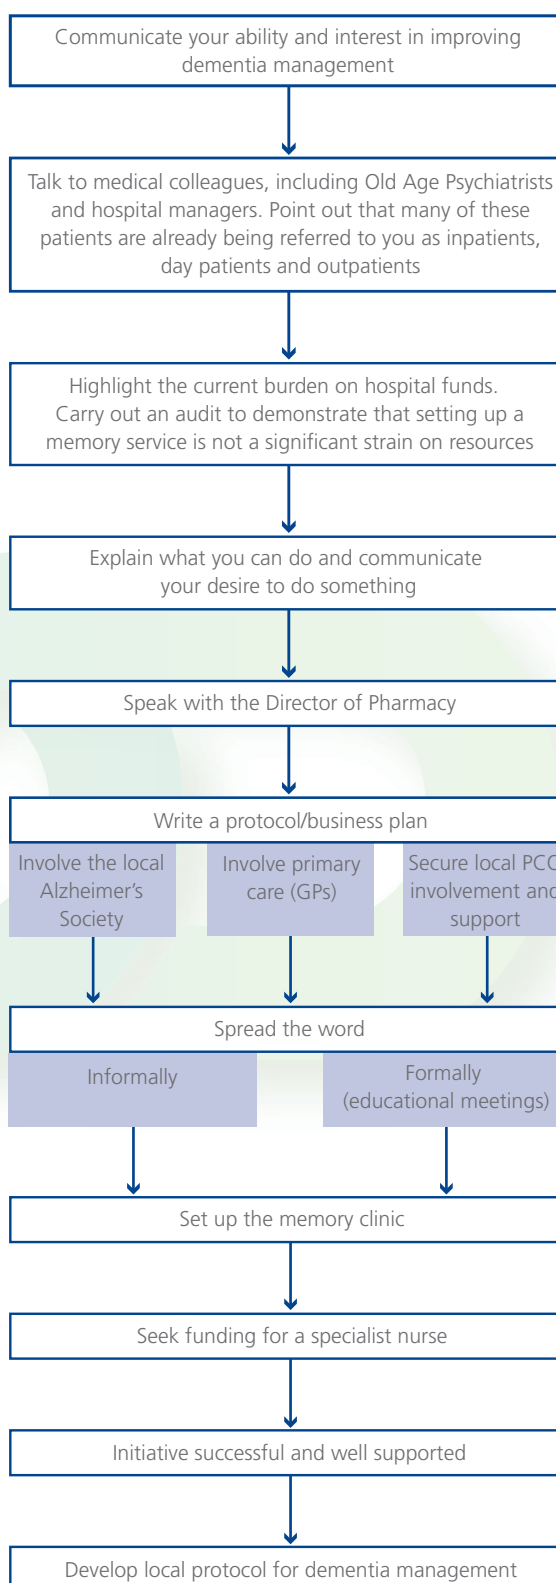 Communicate your ability and interest in improving
dementia management
Talk to medical colleagues, including Old Age Psychiatrists
and hospital managers. Point out that many of these
patients are already being referred to you as inpatients,
day patients and outpatients
Highlight the current burden on hospital funds.
Carry out an audit to demonstrate that setting up a
memory service is not a significant strain on resources
Explain what you can do and communicate
your desire to do something
Speak with the Director of Pharmacy
Write a protocol/business plan
Involve the local
Alzheimer’s
Society
Involve primary
care (GPs)
Secure local
involvement and
support
Spread the word
Informally
Formally
(educational meetings)
Set up the memory clinic
Seek funding for a specialist nurse
Initiative successful and well supported
Develop local protocol for dementia management